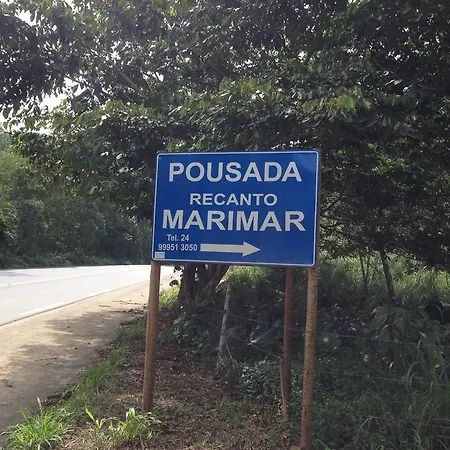 POUSADA
RECANTO
MARIMAR
Tel. 24
99951 3050